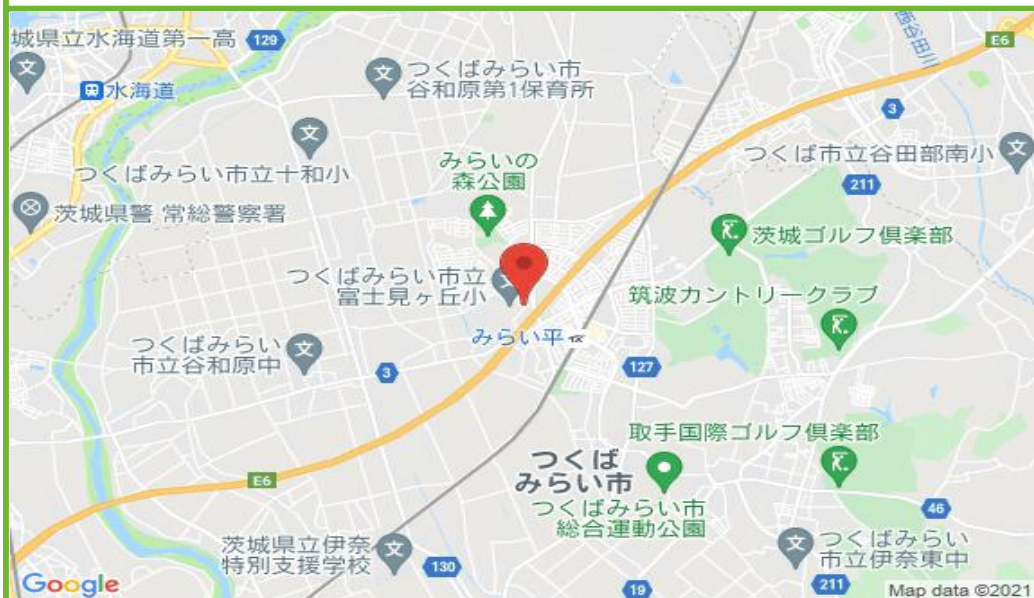 城県立水海道第一高
129
水海道
つくばみらい市
谷和原第1保育所
西谷田川
E6
3
つくばみらい市立十和小
みらいの
森公園
つくば市立谷田部南小
211
茨城県警 常総警察署
茨城ゴルフ倶楽部
つくばみらい市立
富士見ヶ丘小
筑波カントリークラブ
みらい平
つくばみらい
市立谷和原中
3
127
取手国際ゴルフ倶楽部
つくば
みらい市
E6
つくばみらい市
総合運動公園
46
茨城県立伊奈
特別支援学校
130
つくばみらい
市立伊奈東中
19
211
Google
Map data ©2021